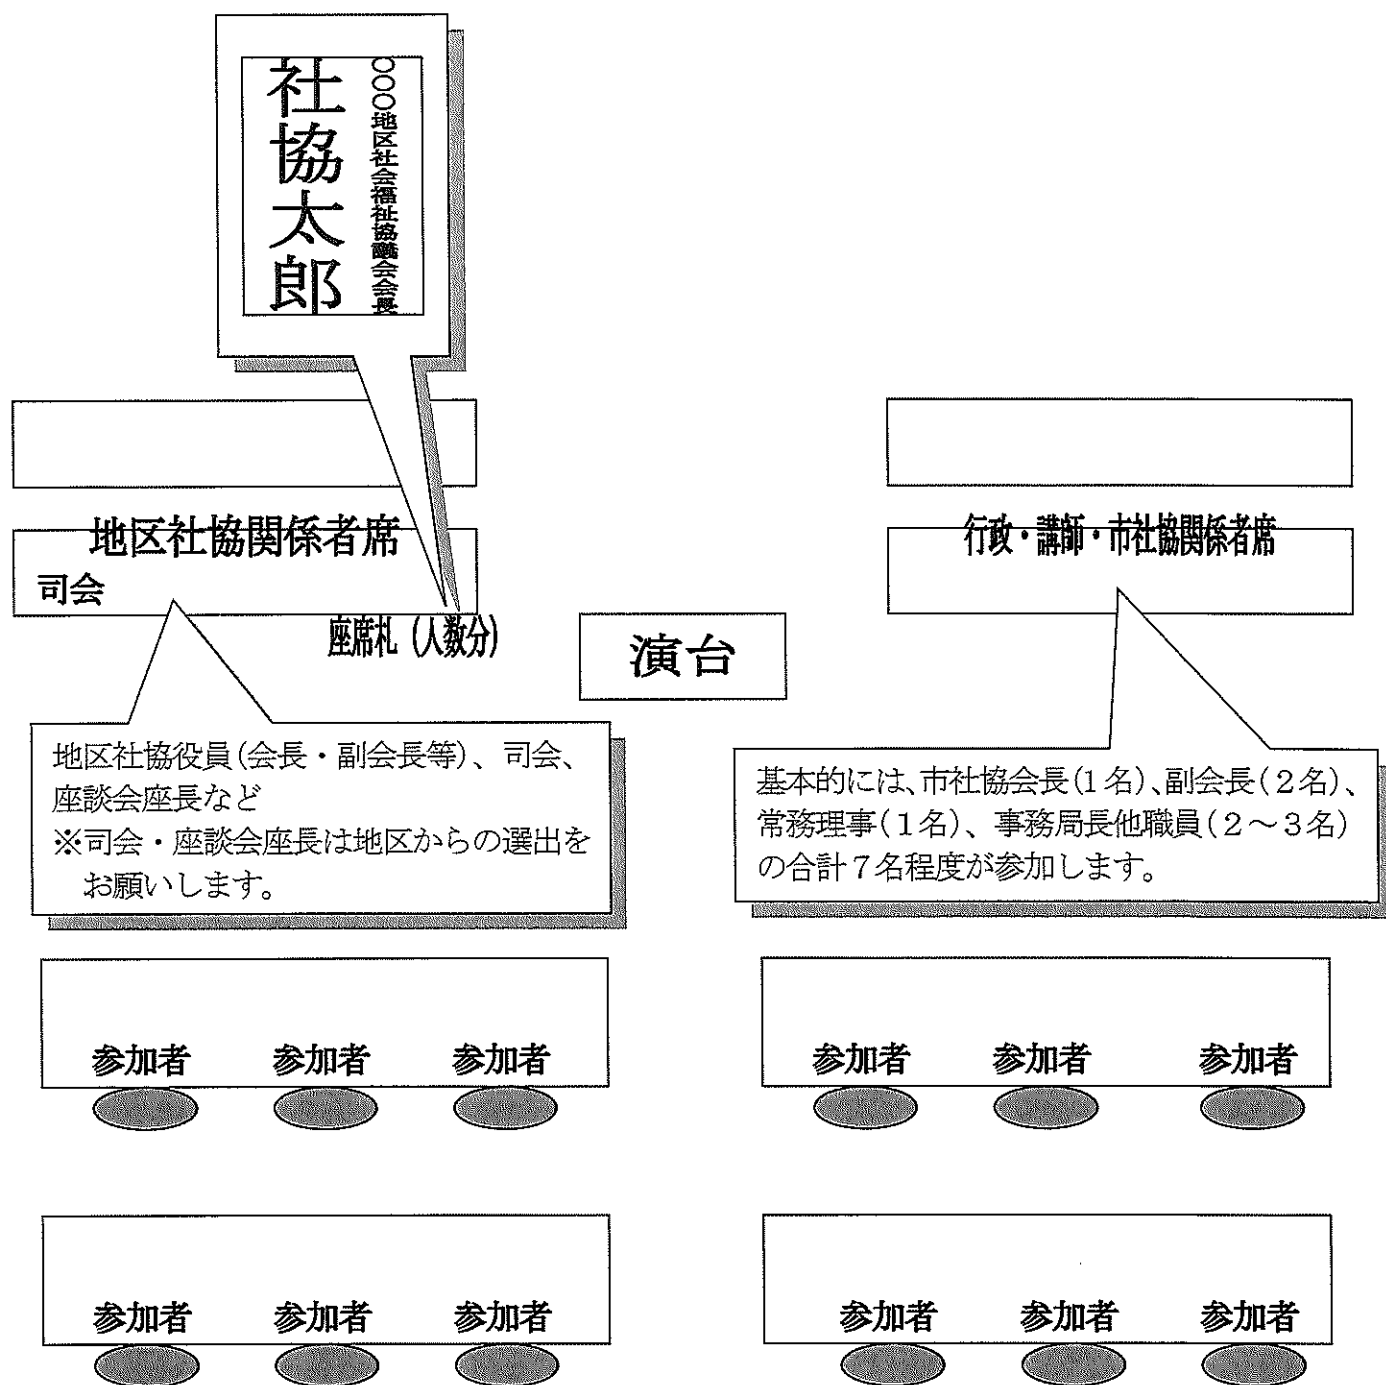 〇〇〇地区社会福祉協議会会長
社協太郎
地区社協関係者席
司会
座席札（人数分）
行政・講師・市社協関係者席
演台
地区社協役員(会長・副会長等)、司会、
座談会座長など
※司会・座談会座長は地区からの選出を
お願いします。
基本的には、市社協会長(1名)、副会長(２名)、
常務理事(１名)、事務局長他職員(２～３名)
の合計７名程度が参加します。
参加者 参加者 参加者
参加者 参加者 参加者
参加者 参加者 参加者
参加者 参加者 参加者